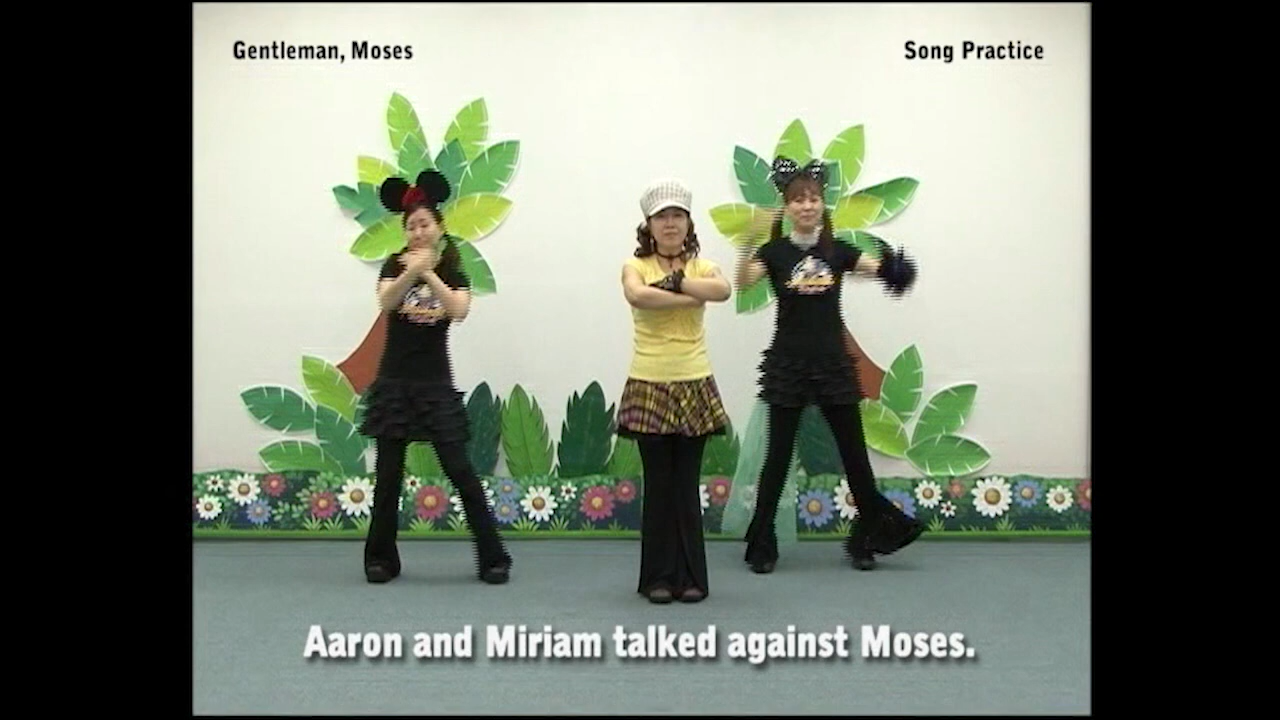 Gentleman, Moses
Song Practice
Aaron and Miriam talked against Moses.